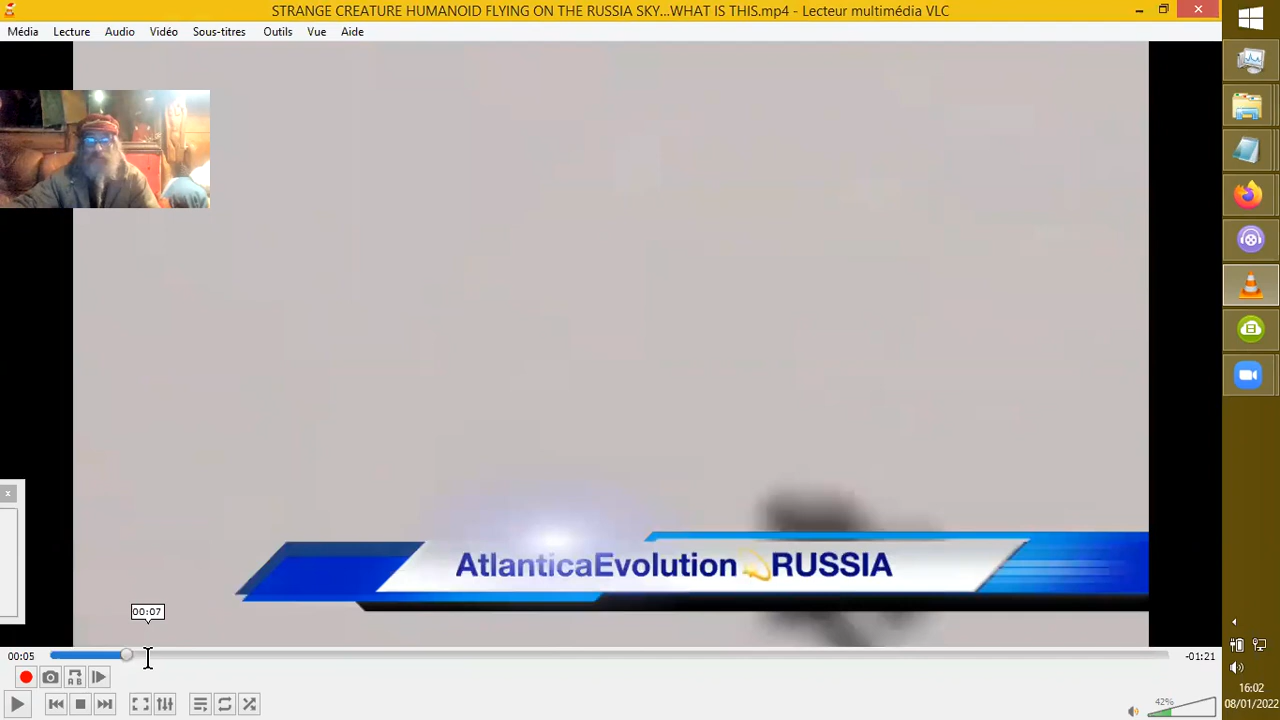 STRANGE CREATURE HUMANOID FLYING ON THE RUSSIA SKY...WHAT IS THIS.mp4 - Lecteur multimédia VLC
Média Lecture Audio Vidéo Sous-titres Outils Vue Aide
AtlanticaEvolution💫RUSSIA
00:07
00:05 -01:21
42%
16:02
08/01/2022